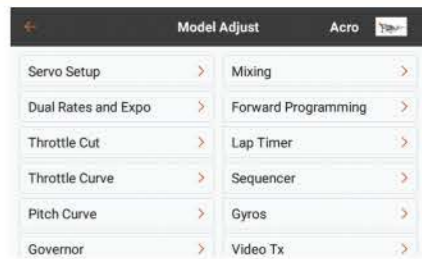 Model Adjust Acro
Servo Setup
Mixing
Dual Rates and Expo
Forward Programming
Throttle Cut
Lap Timer
Throttle Curve
Sequencer
Pitch Curve
Gyros
Governor
Video Tx